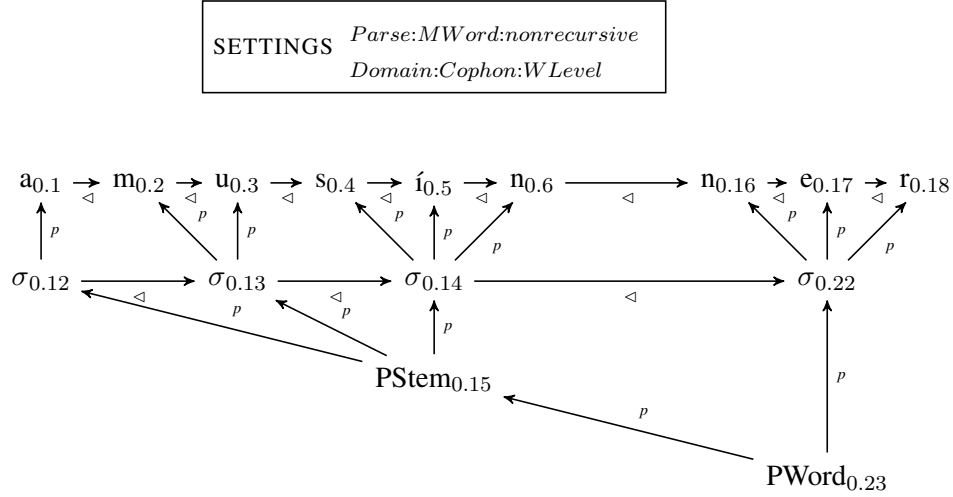 SETTINGS
Parse:MWord:nonrecursive
Domain:Cophon:WLevel
a0.1 m0.2 u0.3 s0.4 í0.5 n0.6 n0.16 e0.17 r0.18
◁ ◁ ◁ ◁ ◁ ◁ ◁ ◁
p p p p p p p p p
σ0.12 σ0.13 σ0.14 σ0.22
◁ ◁ ◁
p p p
PStem0.15
p p
PWord0.23